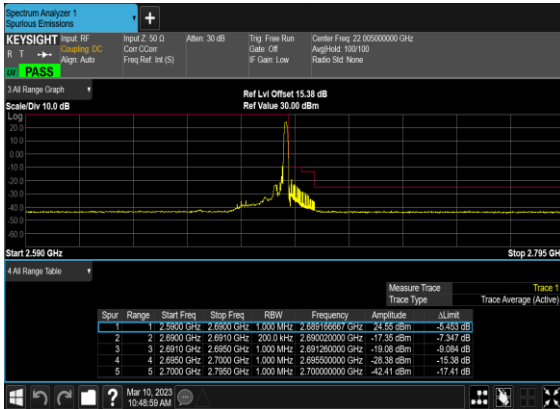 Spectrum Analyzer 1
Spurious Emissions
KEYSIGHT Input: RF Input Z: 50 Ω Atten: 30 dB Trig: Free Run Center Freq: 22.005000000 GHz
R T Coupling: DC Corr CCorr Gate: Off Avg|Hold: 100/100
Align: Auto Freq Ref: Int (S) IF Gain: Low Radio Std: None
LXI PASS
3 All Range Graph
Ref Lvl Offset 15.38 dB
Scale/Div 10.0 dB Ref Value 30.00 dBm
Log
20.0
10.0
0.00
-10.0
-20.0
-30.0
-40.0
-50.0
-60.0
Start 2.590 GHz Stop 2.795 GH
4 All Range Table
Measure Trace Trace 1
Trace Type Trace Average (Active)
Spur Range Start Freq Stop Freq RBW Frequency Amplitude ΔLimit
1 1 2.5900 GHz 2.6900 GHz 1.000 MHz 2.689166667 GHz 24.55 dBm -5.453 dB
2 2 2.6900 GHz 2.6910 GHz 200.0 kHz 2.690020000 GHz -17.35 dBm -7.347 dB
3 3 2.6910 GHz 2.6950 GHz 1.000 MHz 2.691260000 GHz -19.08 dBm -9.084 dB
4 4 2.6950 GHz 2.7000 GHz 1.000 MHz 2.695500000 GHz -28.38 dBm -15.38 dB
5 5 2.7000 GHz 2.7950 GHz 1.000 MHz 2.700000000 GHz -42.41 dBm -17.41 dB
Mar 10, 2023
10:48:59 AM